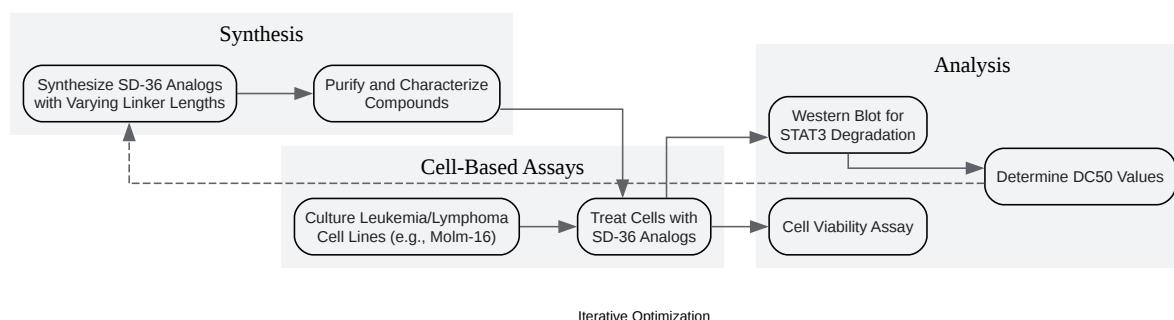 Synthesis
Synthesize SD-36 Analogs
with Varying Linker Lengths
Purify and Characterize
Compounds
Cell-Based Assays
Culture Leukemia/Lymphoma
Cell Lines (e.g., Molm-16)
Treat Cells with
SD-36 Analogs
Analysis
Western Blot for
STAT3 Degradation
Determine DC50 Values
Cell Viability Assay
Iterative Optimization